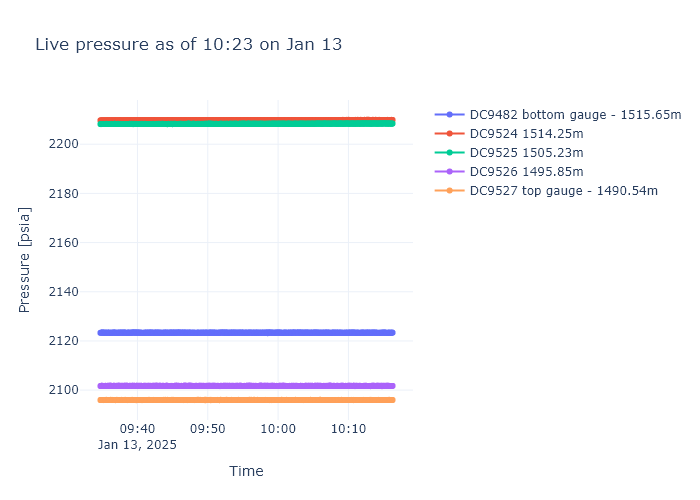 Live pressure as of 10:23 on Jan 13
DC9482 bottom gauge - 1515.65m
DC9524 1514.25m
DC9525 1505.23m
DC9526 1495.85m
DC9527 top gauge - 1490.54m
Pressure [psia]
2200
2180
2160
2140
2120
2100
09:40
09:50
10:00
10:10
Jan 13, 2025
Time